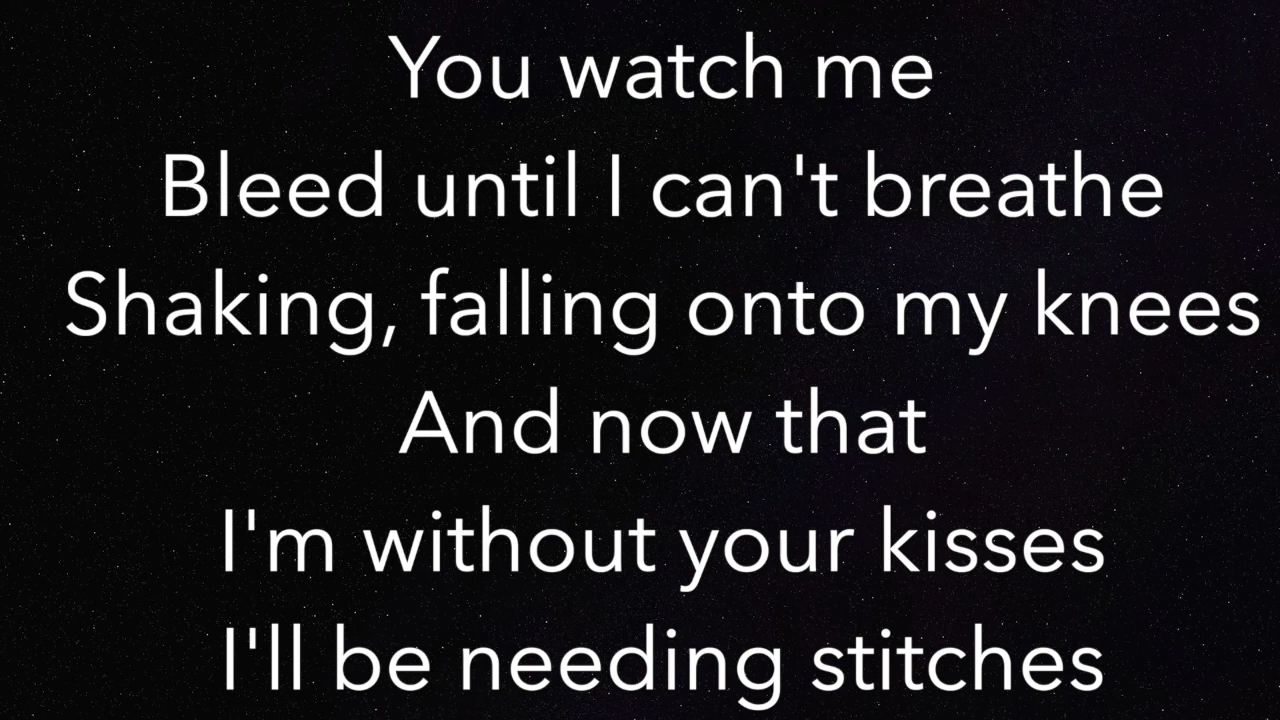 You watch me
Bleed until I can't breathe
Shaking, falling onto my knees
And now that
I'm without your kisses
I'll be needing stitches